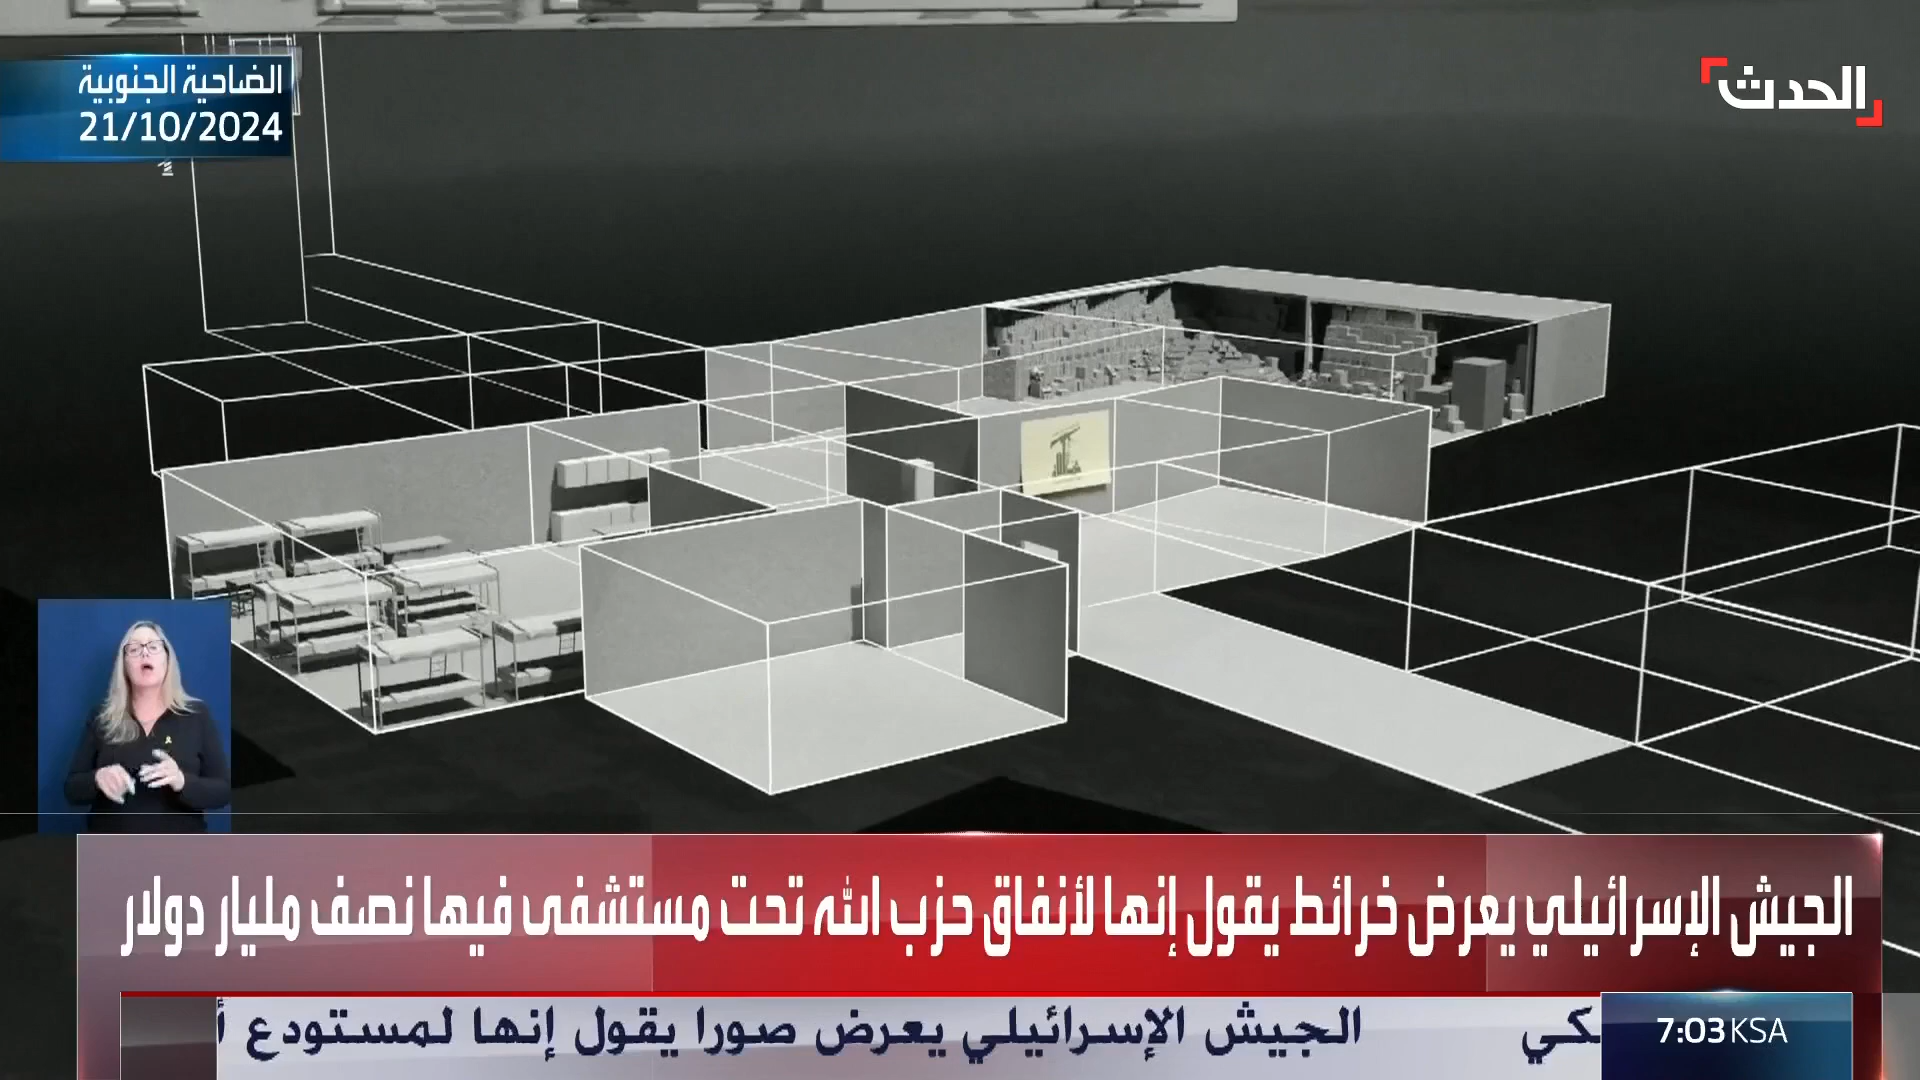 الضاحية الجنوبية
21/10/2024
الحدث
الجيش الإسرائيلي يعرض خرائط يقول إنها لأنفاق حزب الله تحت مستشفى فيها نصف مليار دولار
كي
الجيش الإسرائيلي يعرض صورا يقول إنها لمستودع أ
7:03 KSA